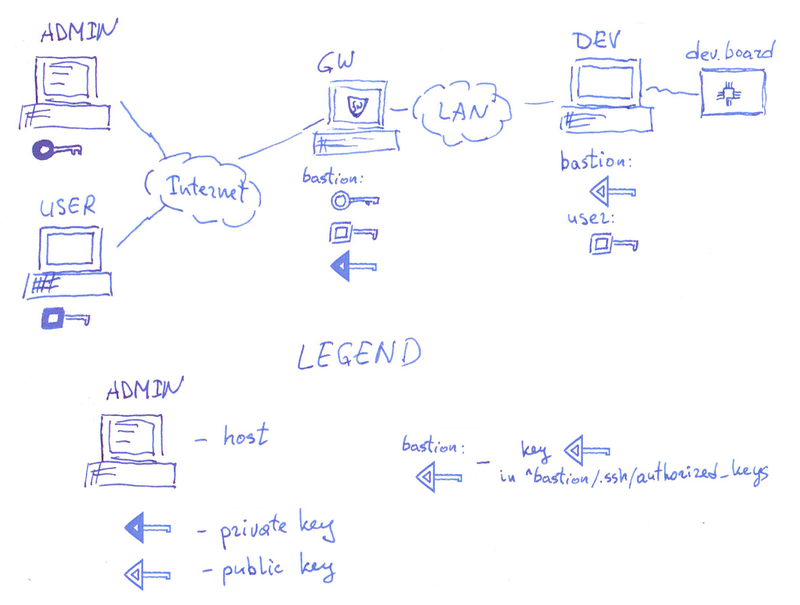 ADMIN
DEV
dev.board
GW
GW
LAN
bastion:
Internet
bastion:
USER
user:
LEGEND
ADMIN
- host
bastion:
- key
in ~bastion/.ssh/authorized_keys
- private key
- public key